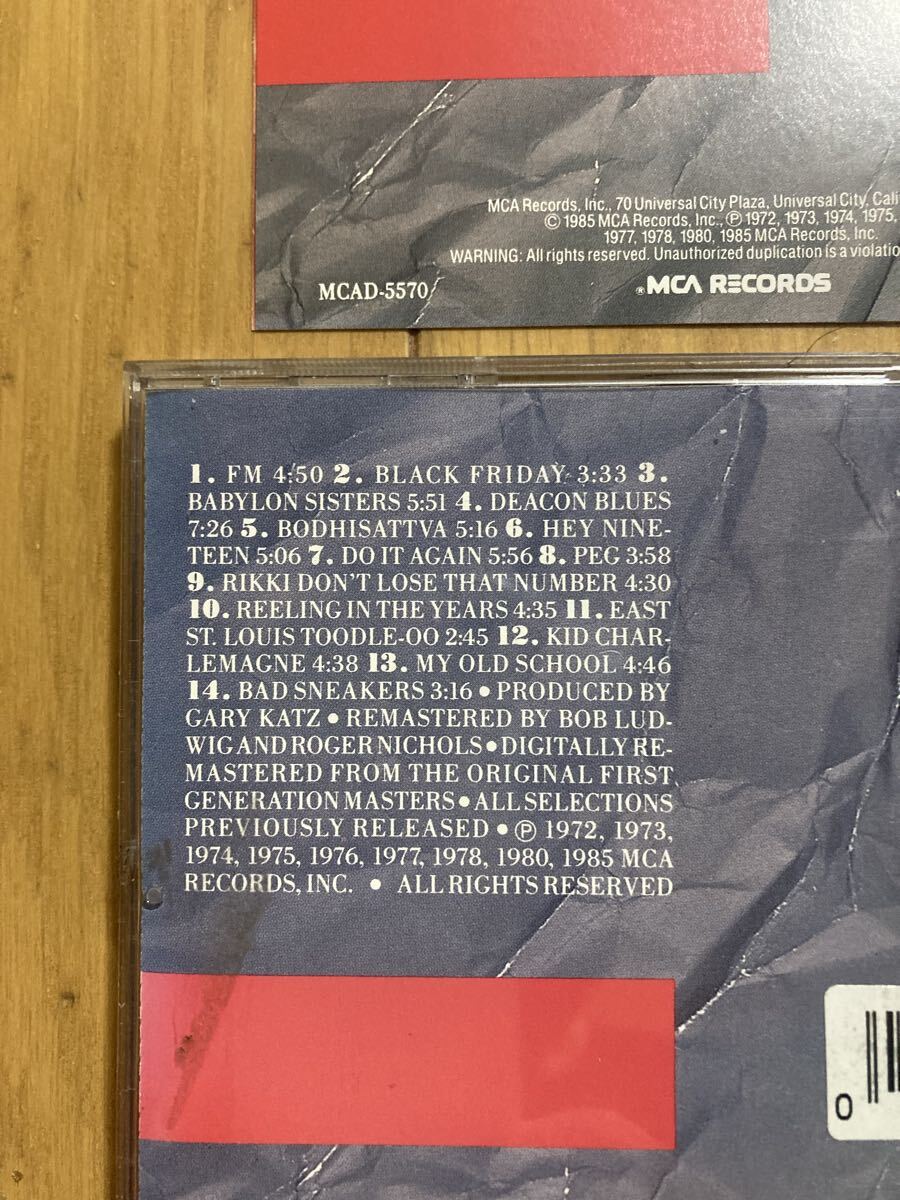 MCA Records, Inc., 70 Universal City Plaza, Universal City, Cali
© 1985 MCA Records, Inc., ℗ 1972, 1973, 1974, 1975,
1977, 1978, 1980, 1985 MCA Records, Inc.
WARNING: All rights reserved. Unauthorized duplication is a violatio
MCAD-5570
®MCA RECORDS
1. FM 4:50 2. BLACK FRIDAY 3:33 3.
BABYLON SISTERS 5:51 4. DEACON BLUES
7:26 5. BODHISATTVA 5:16 6. HEY NINE-
TEEN 5:06 7. DO IT AGAIN 5:56 8. PEG 3:58
9. RIKKI DON'T LOSE THAT NUMBER 4:30
10. REELING IN THE YEARS 4:35 11. EAST
ST. LOUIS TOODLE-OO 2:45 12. KID CHAR-
LEMAGNE 4:38 13. MY OLD SCHOOL 4:46
14. BAD SNEAKERS 3:16 • PRODUCED BY
GARY KATZ • REMASTERED BY BOB LUD-
WIG AND ROGER NICHOLS • DIGITALLY RE-
MASTERED FROM THE ORIGINAL FIRST
GENERATION MASTERS • ALL SELECTIONS
PREVIOUSLY RELEASED • ℗ 1972, 1973,
1974, 1975, 1976, 1977, 1978, 1980, 1985 MCA
RECORDS, INC. • ALL RIGHTS RESERVED
0